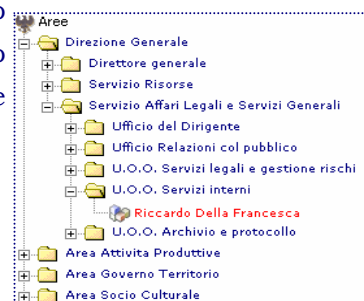 Aree
Direzione Generale
Direttore generale
Servizio Risorse
Servizio Affari Legali e Servizi Generali
Ufficio del Dirigente
Ufficio Relazioni col pubblico
U.O.O. Servizi legali e gestione rischi
U.O.O. Servizi interni
Riccardo Della Francesca
U.O.O. Archivio e protocollo
Area Attivita Produttive
Area Governo Territorio
Area Socio Culturale